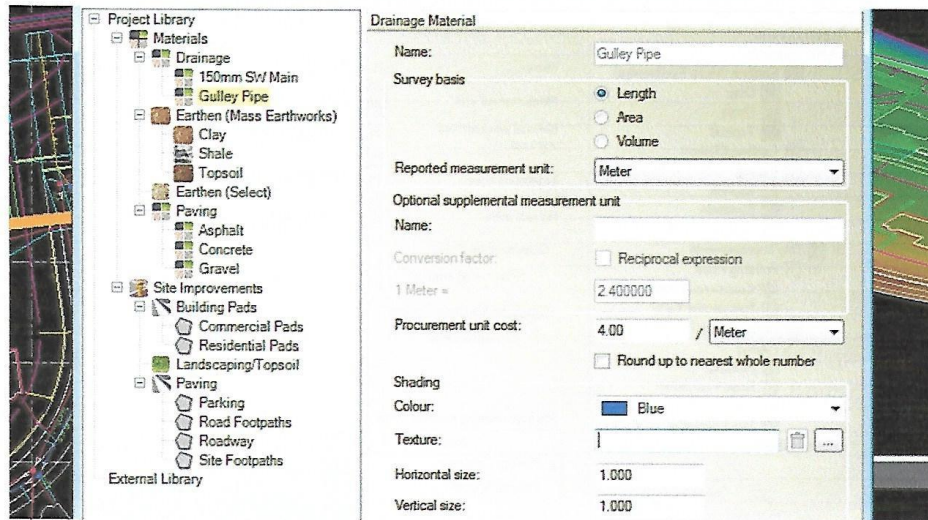 Project Library
Materials
Drainage
150mm SW Main
Gulley Pipe
Earthen (Mass Earthworks)
Clay
Shale
Topsoil
Earthen (Select)
Paving
Asphalt
Concrete
Gravel
Site Improvements
Building Pads
Commercial Pads
Residential Pads
Landscaping/Topsoil
Paving
Parking
Road Footpaths
Roadway
Site Footpaths
External Library
Drainage Material
Name: Gulley Pipe
Survey basis
Length
Area
Volume
Reported measurement unit: Meter
Optional supplemental measurement unit
Name:
Conversion factor: Reciprocal expression
1 Meter = 2.400000
Procurement unit cost: 4.00 / Meter
Round up to nearest whole number
Shading
Colour: Blue
Texture: ...
Horizontal size: 1.000
Vertical size: 1.000